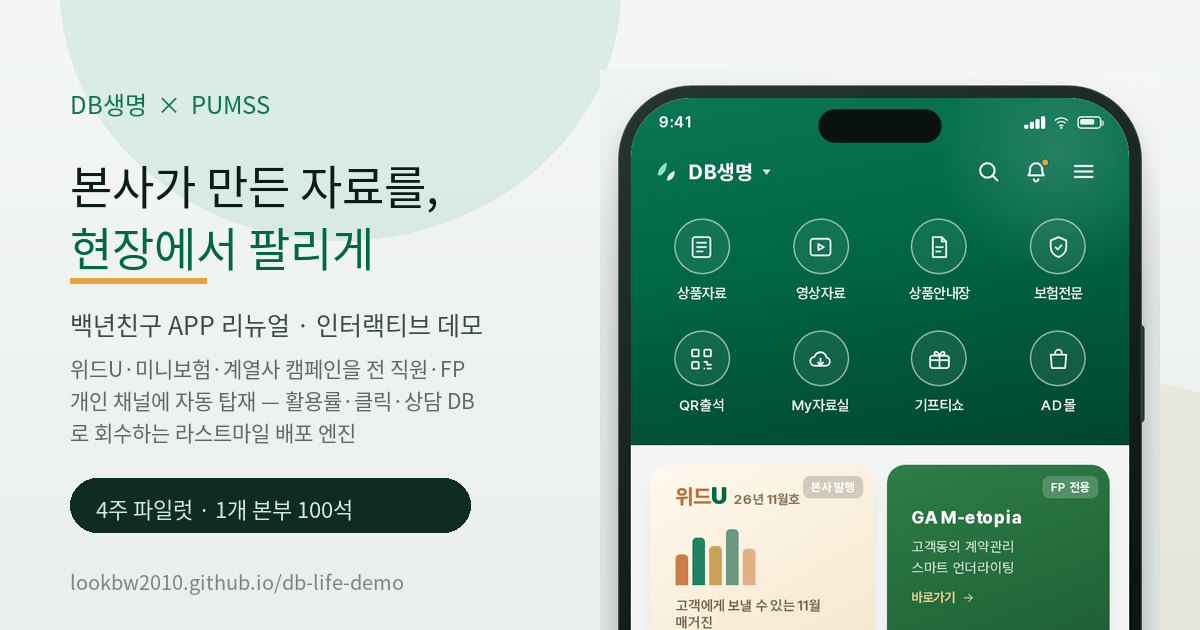 DB생명 × PUMSS
본사가 만든 자료를,
현장에서 팔리게
백년친구 APP 리뉴얼 · 인터랙티브 데모
위드U·미니보험·계열사 캠페인을 전 직원·FP
개인 채널에 자동 탑재 — 활용률·클릭·상담 DB
로 회수하는 라스트마일 배포 엔진
4주 파일럿 · 1개 본부 100석
lookbw2010.github.io/db-life-demo
9:41
DB생명
상품자료
영상자료
상품안내장
보험전문
QR출석
My자료실
기프티쇼
AD몰
위드U 26년 11월호
본사발행
고객에게 보낼 수 있는 11월
매거진
FP 전용
GAM-etopia
고객동의 계약관리
스마트 언더라이팅
바로가기 →